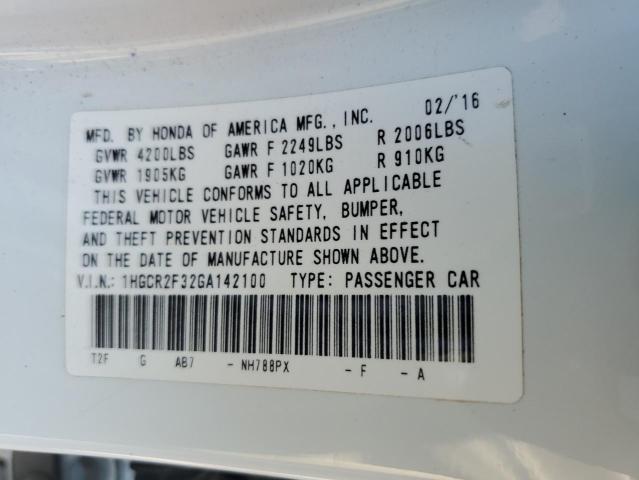 MFD. BY HONDA OF AMERICA MFG., INC. 02/'16
GVWR 4200LBS GAWR F 2249LBS R 2006LBS
GVWR 1905KG GAWR F 1020KG R 910KG
THIS VEHICLE CONFORMS TO ALL APPLICABLE
FEDERAL MOTOR VEHICLE SAFETY, BUMPER,
AND THEFT PREVENTION STANDARDS IN EFFECT
ON THE DATE OF MANUFACTURE SHOWN ABOVE.
V.I.N.: 1HGCR2F32GA142100 TYPE: PASSENGER CAR
T2F G AB7 - NH788PX - F - A